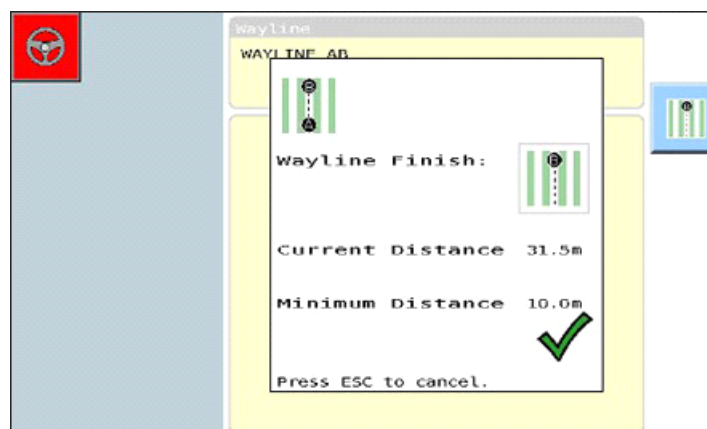 Wayline
WAYLINE AB
B
A
Wayline Finish:
B
B
Current Distance 31.5m
Minimum Distance 10.0m
Press ESC to cancel.